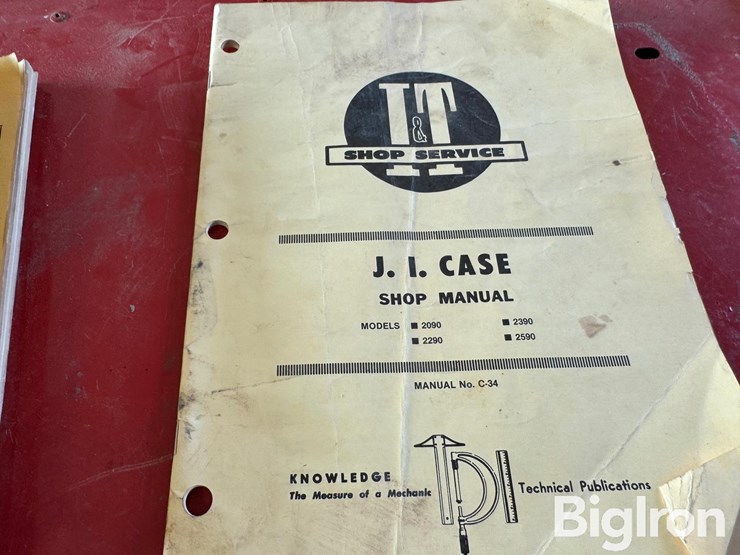 I&T
SHOP SERVICE
J. I. CASE
SHOP MANUAL
MODELS ■ 2090 ■ 2390
■ 2290 ■ 2590
MANUAL No. C-34
KNOWLEDGE
The Measure of a Mechanic
TPI
Technical Publications
BigIron